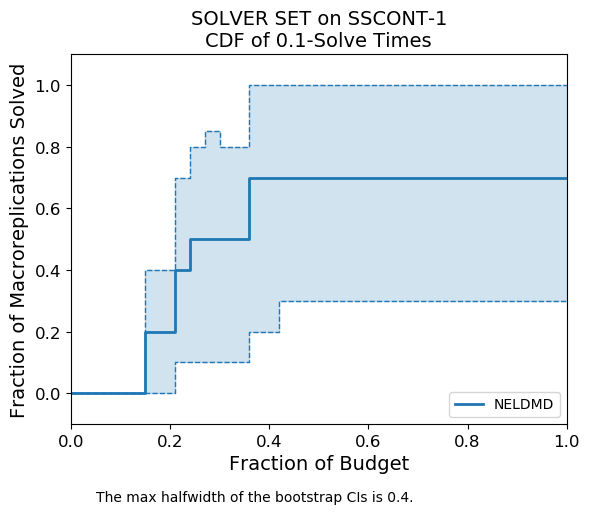 SOLVER SET on SSCONT-1
CDF of 0.1-Solve Times
Fraction of Macroreplications Solved
1.0
0.8
0.6
0.4
0.2
0.0
NELDMD
0.0 0.2 0.4 0.6 0.8 1.0
Fraction of Budget
The max halfwidth of the bootstrap CIs is 0.4.